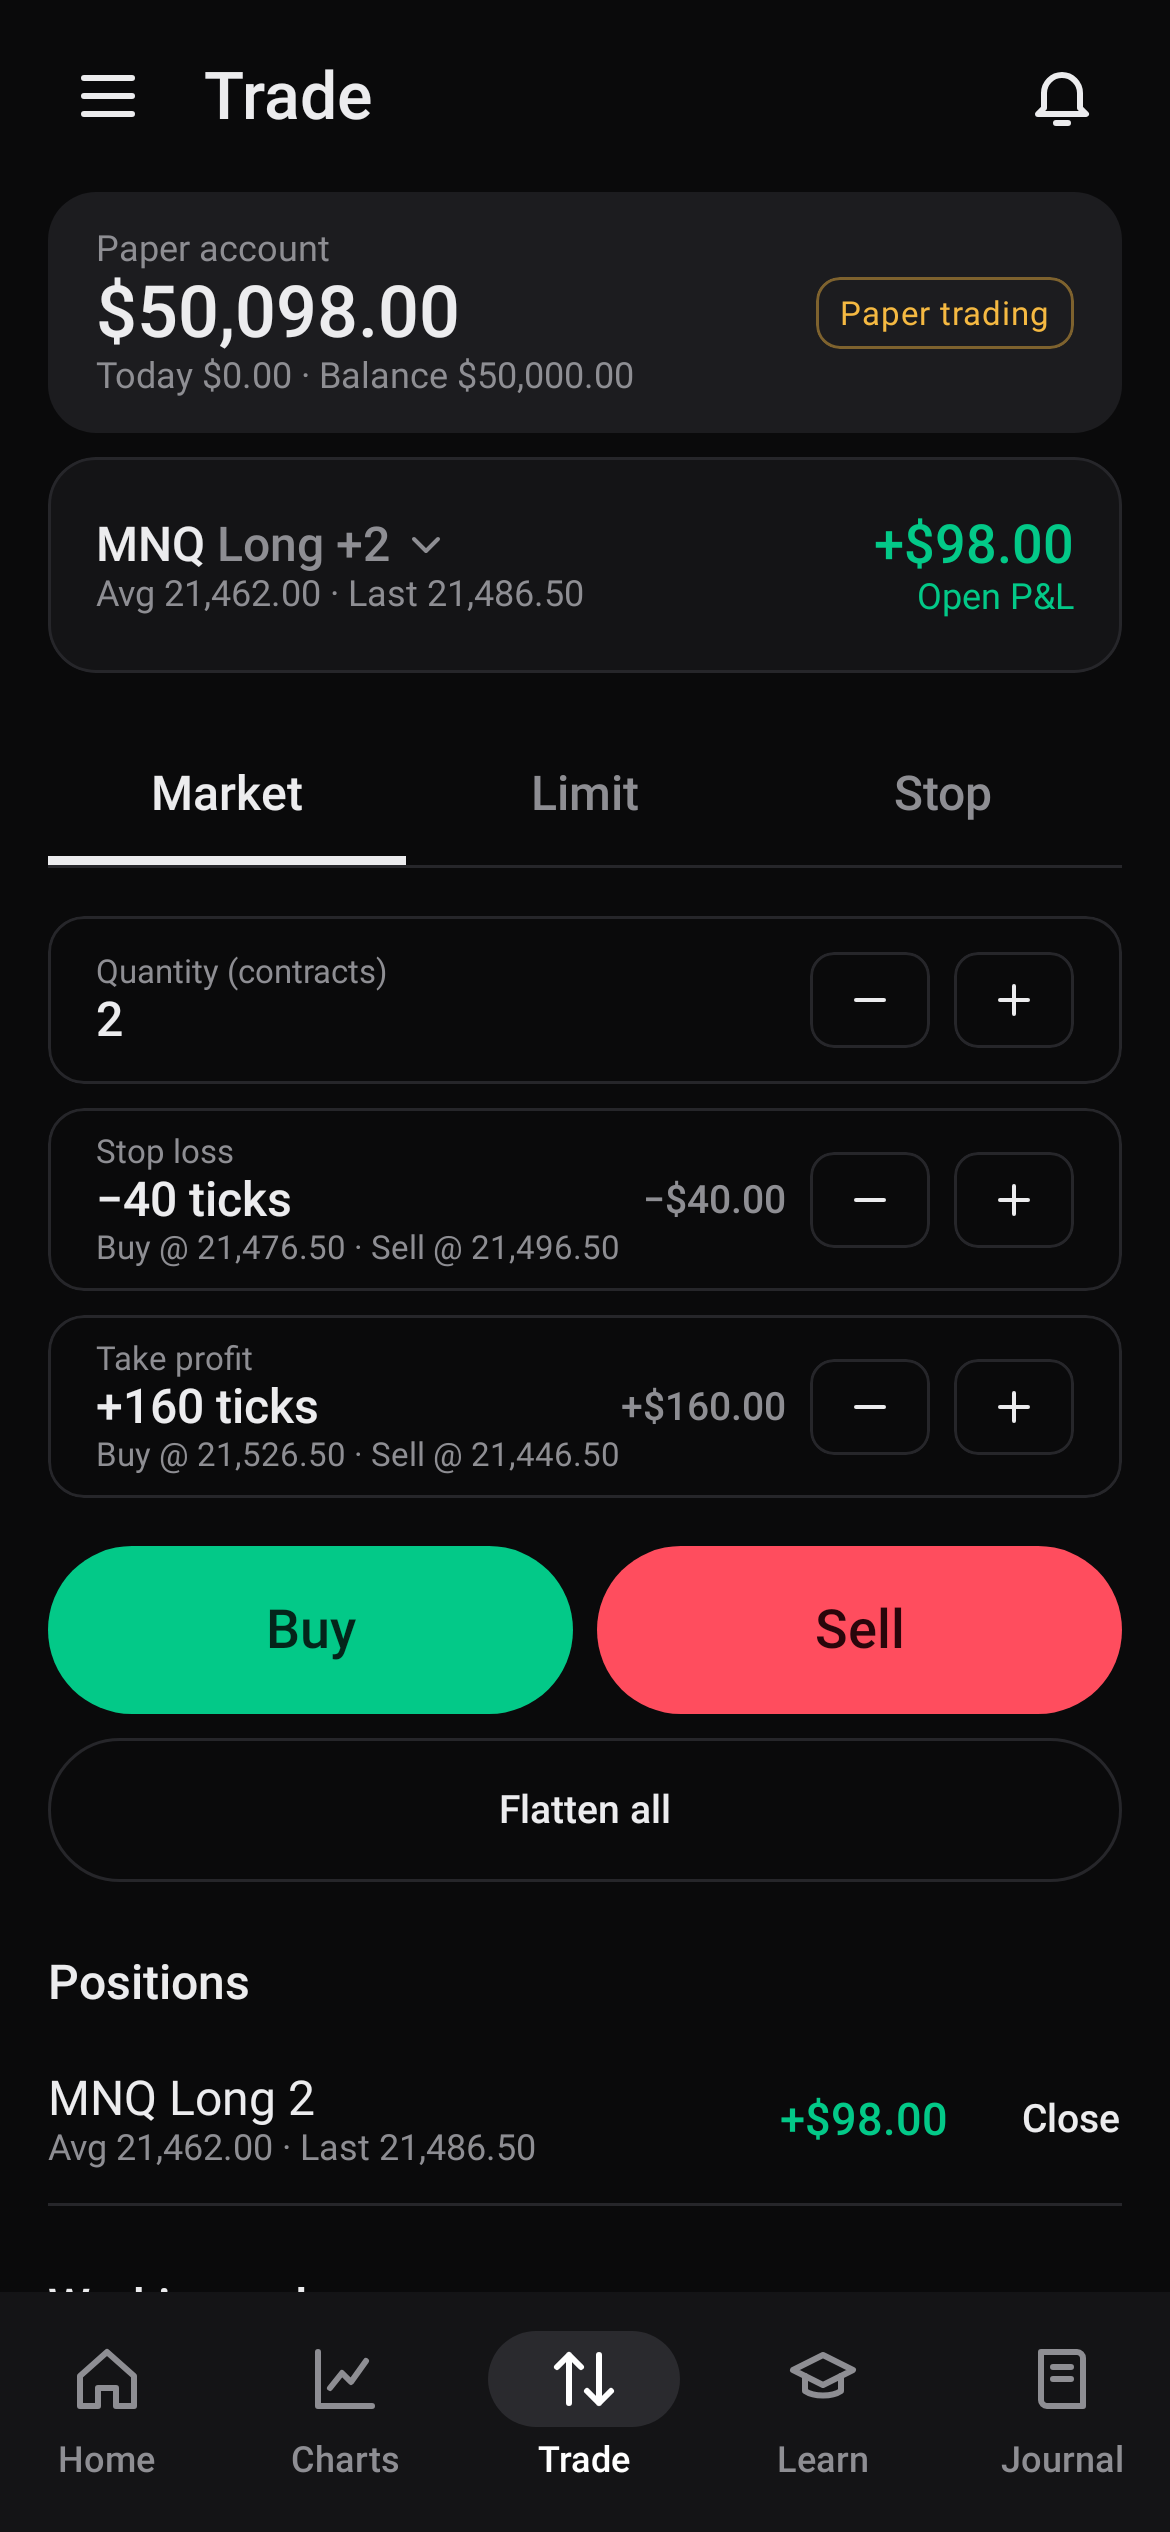 Trade
Paper account
$50,098.00
Paper trading
Today $0.00 · Balance $50,000.00
MNQ Long +2
+$98.00
Avg 21,462.00 · Last 21,486.50
Open P&L
Market
Limit
Stop
Quantity (contracts)
2
Stop loss
−40 ticks
−$40.00
Buy @ 21,476.50 · Sell @ 21,496.50
Take profit
+160 ticks
+$160.00
Buy @ 21,526.50 · Sell @ 21,446.50
Buy
Sell
Flatten all
Positions
MNQ Long 2
+$98.00
Close
Avg 21,462.00 · Last 21,486.50
Home
Charts
Trade
Learn
Journal